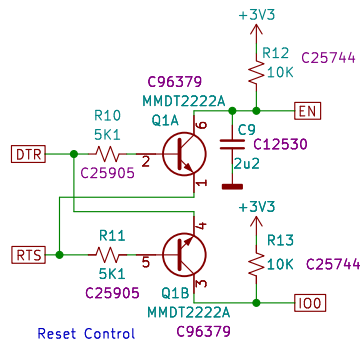 +3V3
R12
10K
C25744
C96379
MMDT2222A
Q1A
EN
R10
5K1
C25905
DTR
2
6
1
C9
C12530
2u2
+3V3
RTS
R11
5K1
C25905
5
4
3
Q1B
MMDT2222A
C96379
R13
10K
C25744
IO0
Reset Control